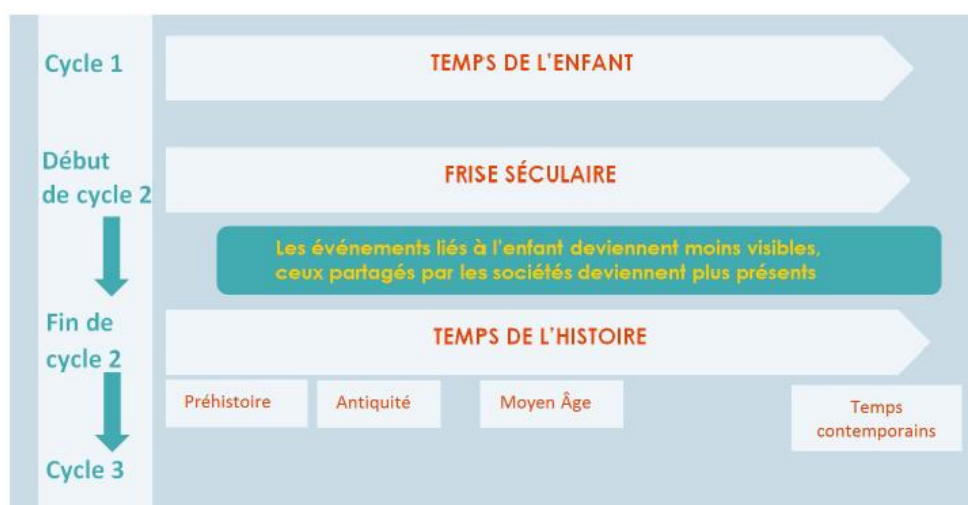 Cycle 1
TEMPS DE L'ENFANT
Début
de cycle 2
FRISE SÉCULAIRE
Les événements liés à l'enfant deviennent moins visibles,
ceux partagés par les sociétés deviennent plus présents
Fin de
cycle 2
TEMPS DE L'HISTOIRE
Préhistoire
Antiquité
Moyen Âge
Temps
contemporains
Cycle 3